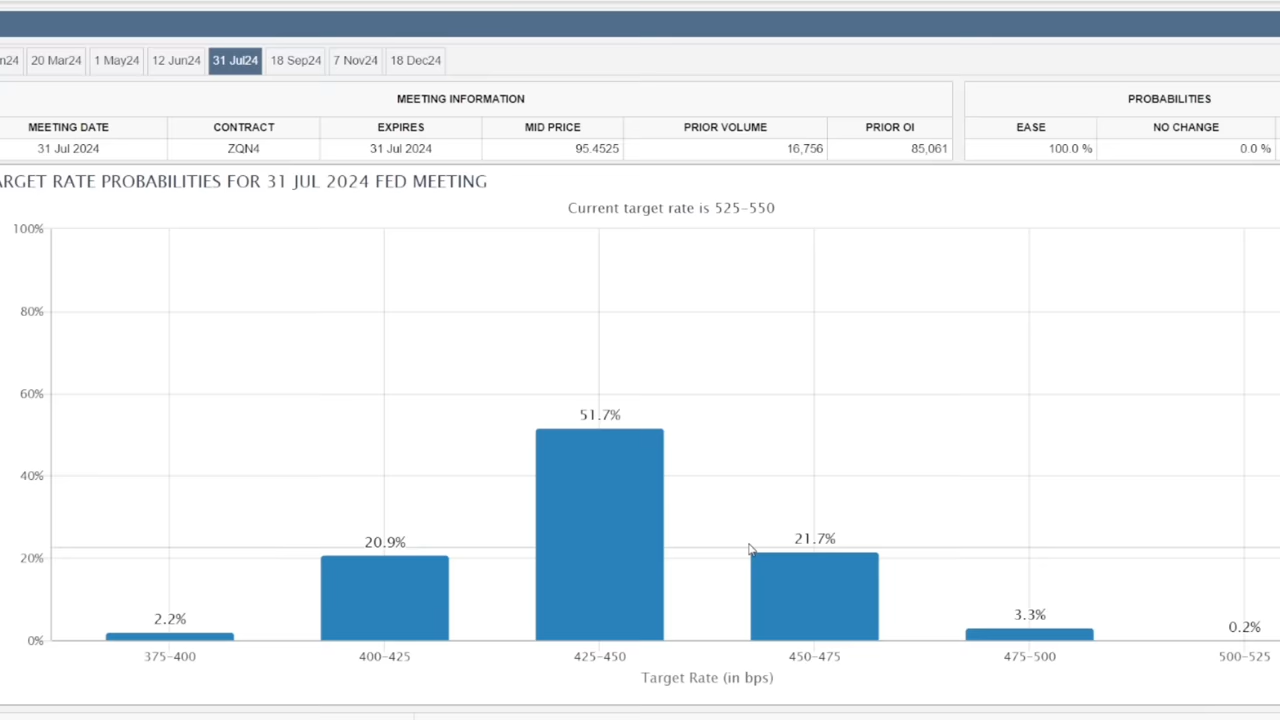 n24 20 Mar24 1 May24 12 Jun24 31 Jul24 18 Sep24 7 Nov24 18 Dec24
MEETING INFORMATION PROBABILITIES
MEETING DATE CONTRACT EXPIRES MID PRICE PRIOR VOLUME PRIOR OI EASE NO CHANGE
31 Jul 2024 ZQN4 31 Jul 2024 95.4525 16,756 85,061 100.0 % 0.0 %
ARGET RATE PROBABILITIES FOR 31 JUL 2024 FED MEETING
Current target rate is 525–550
100%
80%
60%
51.7%
40%
20.9% 21.7%
20%
2.2% 3.3% 0.2%
0%
375–400 400–425 425–450 450–475 475–500 500–525
Target Rate (in bps)